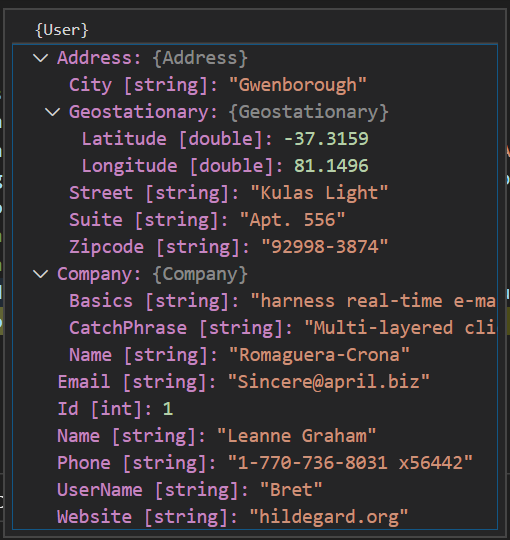 {User}
Address: {Address}
City [string]: "Gwenborough"
Geostationary: {Geostationary}
Latitude [double]: -37.3159
Longitude [double]: 81.1496
Street [string]: "Kulas Light"
Suite [string]: "Apt. 556"
Zipcode [string]: "92998-3874"
Company: {Company}
Basics [string]: "harness real-time e-ma
CatchPhrase [string]: "Multi-layered cli
Name [string]: "Romaguera-Crona"
Email [string]: "Sincere@april.biz"
Id [int]: 1
Name [string]: "Leanne Graham"
Phone [string]: "1-770-736-8031 x56442"
UserName [string]: "Bret"
Website [string]: "hildegard.org"